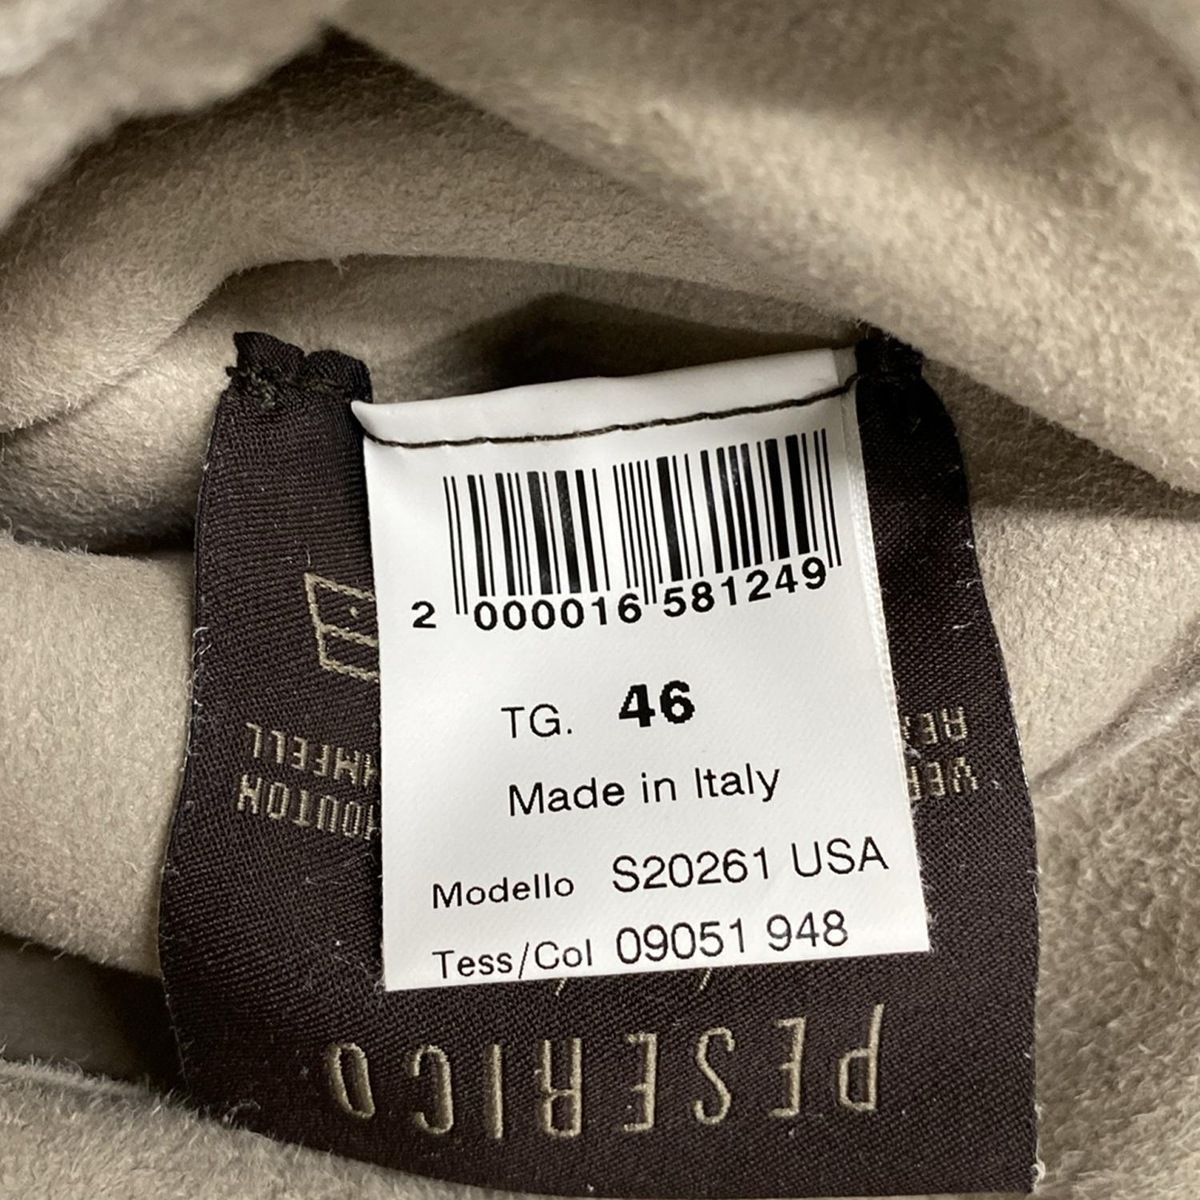 2 000016 581249
TG. 46
Made in Italy
Modello S20261 USA
Tess/Col 09051 948
PESERICO